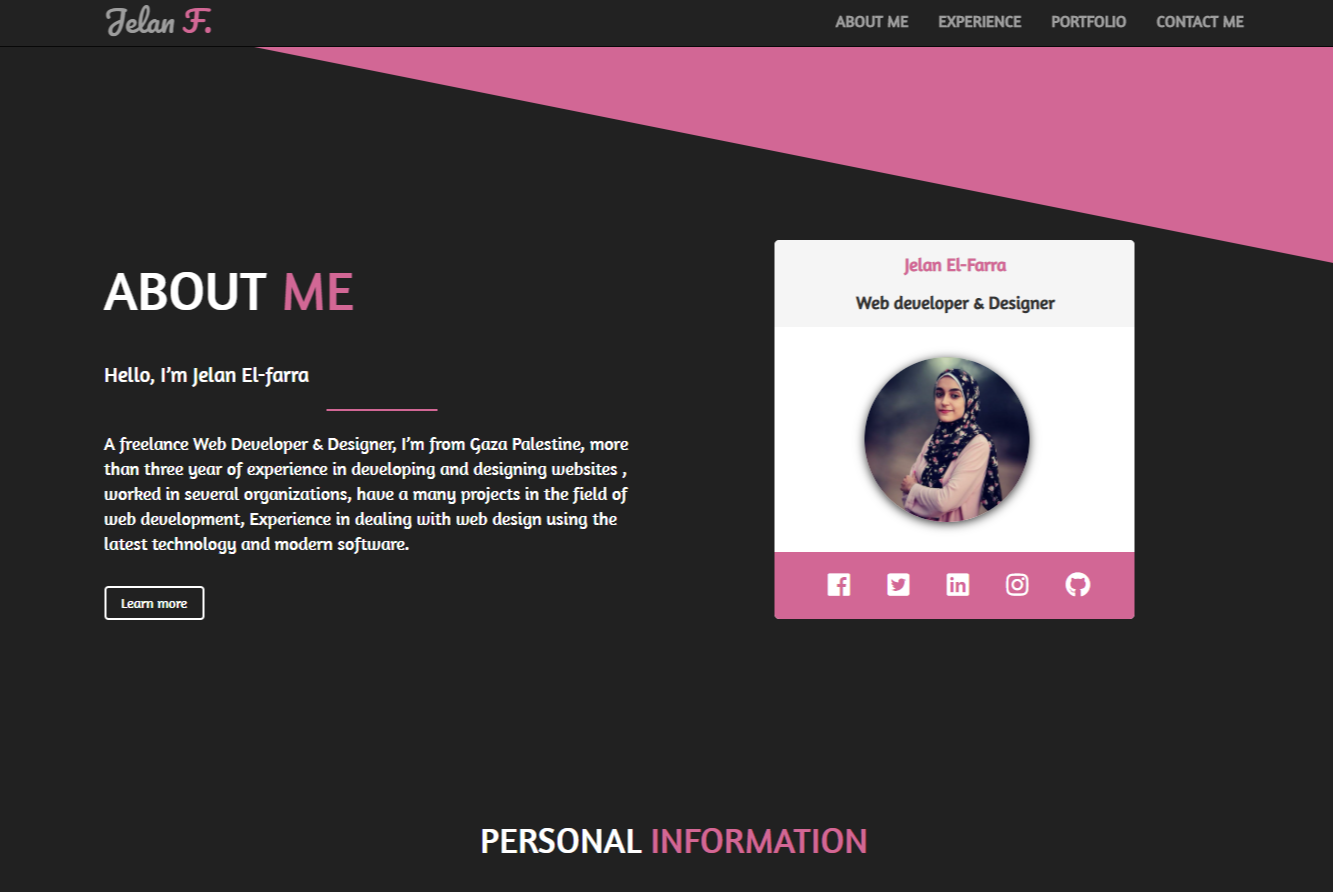 Jelan F.
ABOUT ME
EXPERIENCE
PORTFOLIO
CONTACT ME
ABOUT ME
Hello, I'm Jelan El-farra
A freelance Web Developer & Designer, I'm from Gaza Palestine, more
than three year of experience in developing and designing websites ,
worked in several organizations, have a many projects in the field of
web development, Experience in dealing with web design using the
latest technology and modern software.
Learn more
Jelan El-Farra
Web developer & Designer
PERSONAL INFORMATION